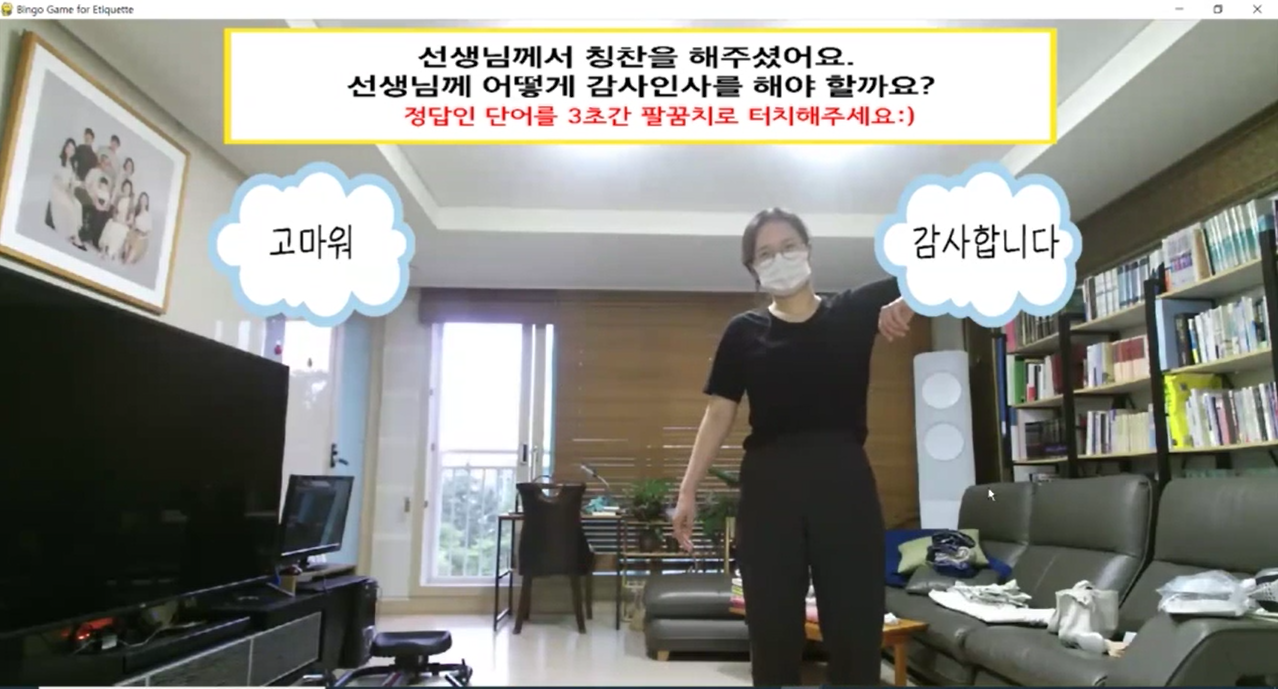 Bingo Game for Etiquette
선생님께서 칭찬을 해주셨어요.
선생님께 어떻게 감사인사를 해야 할까요?
정답인 단어를 3초간 팔꿈치로 터치해주세요:)
고마워
감사합니다